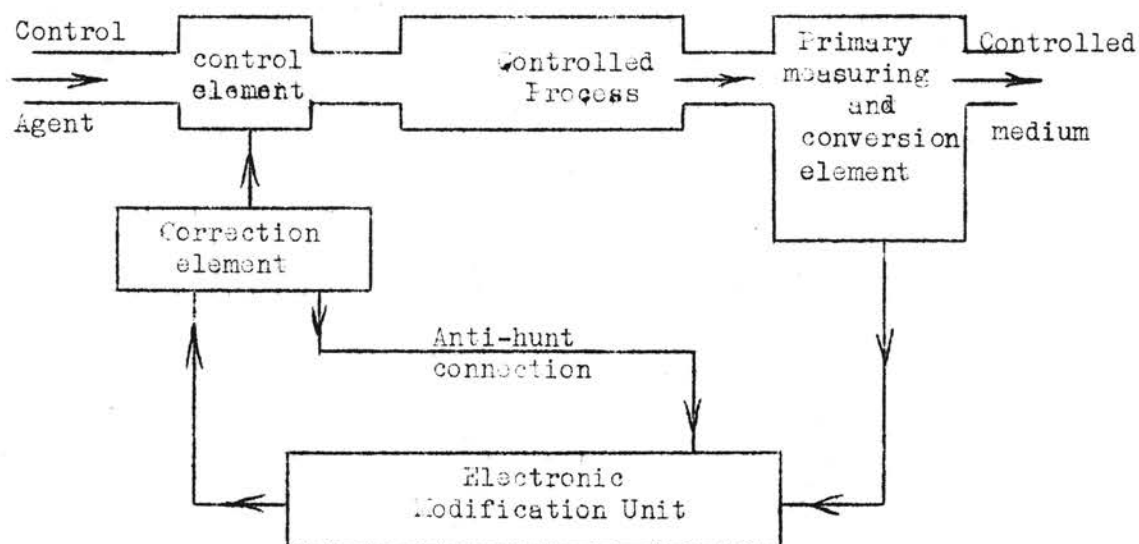 Control
Agent
control
element
Controlled
Process
Primary
measuring
and
conversion
element
Controlled
medium
Correction
element
Anti-hunt
connection
Electronic
Modification Unit